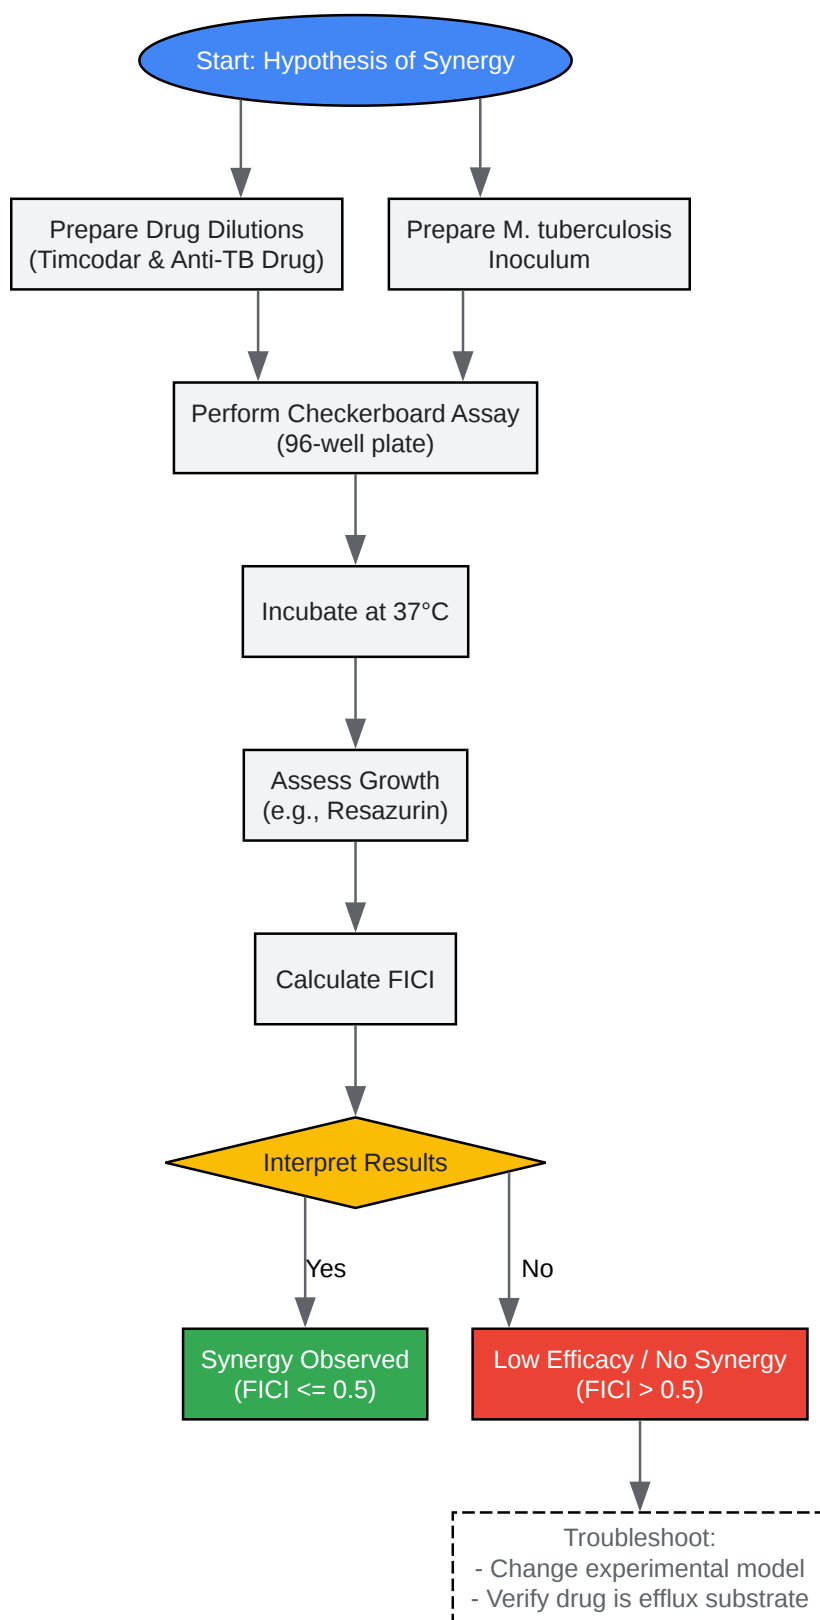 Start: Hypothesis of Synergy
Prepare Drug Dilutions
(Timcodar & Anti-TB Drug)
Prepare M. tuberculosis
Inoculum
Perform Checkerboard Assay
(96-well plate)
Incubate at 37°C
Assess Growth
(e.g., Resazurin)
Calculate FICI
Interpret Results
Yes
No
Synergy Observed
(FICI <= 0.5)
Low Efficacy / No Synergy
(FICI > 0.5)
Troubleshoot:
- Change experimental model
- Verify drug is efflux substrate